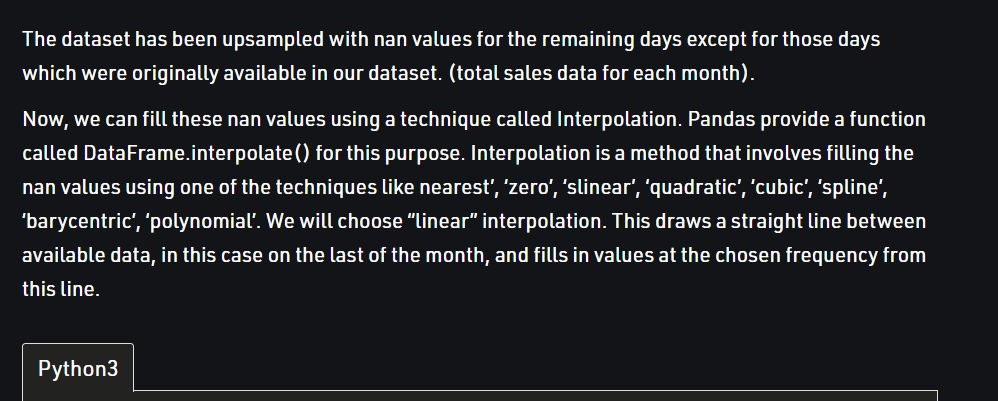 The dataset has been upsampled with nan values for the remaining days except for those days
which were originally available in our dataset. (total sales data for each month).
Now, we can fill these nan values using a technique called Interpolation. Pandas provide a function
called DataFrame.interpolate() for this purpose. Interpolation is a method that involves filling the
nan values using one of the techniques like nearest’, ‘zero’, ‘slinear’, ‘quadratic’, ‘cubic’, ‘spline’,
‘barycentric’, ‘polynomial’. We will choose “linear” interpolation. This draws a straight line between
available data, in this case on the last of the month, and fills in values at the chosen frequency from
this line.
Python3